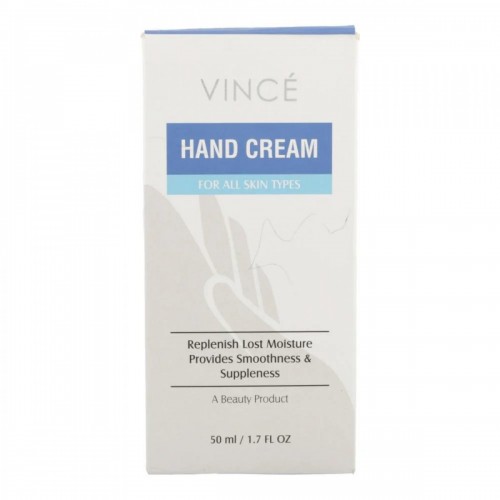 VINCÉ
HAND CREAM
FOR ALL SKIN TYPES
Replenish Lost Moisture
Provides Smoothness &
Suppleness
A Beauty Product
50 ml / 1.7 FL OZ